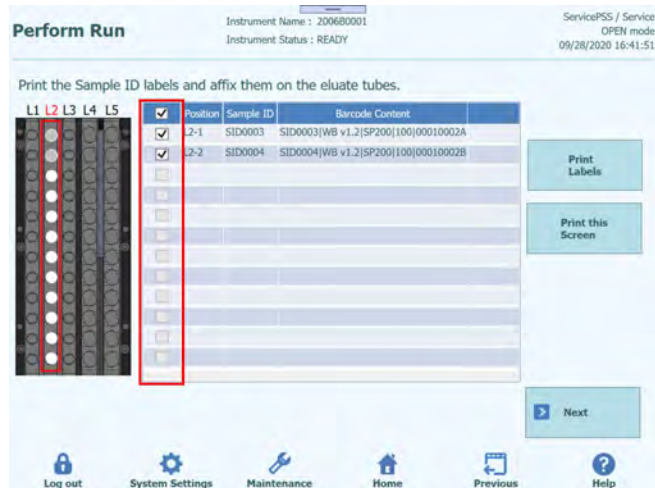 Perform Run
Instrument Name : 2006B0001
Instrument Status : READY
ServicePSS / Service
OPEN mode
09/28/2020 16:41:51
Print the Sample ID labels and affix them on the eluate tubes.
L1 L2 L3 L4 L5
Position Sample ID Barcode Content
L2-1 SID0003 SID0003|WB v1.2|SP200|100|00010002A
L2-2 SID0004 SID0004|WB v1.2|SP200|100|00010002B
Print
Labels
Print this
Screen
Next
Log out System Settings Maintenance Home Previous Help